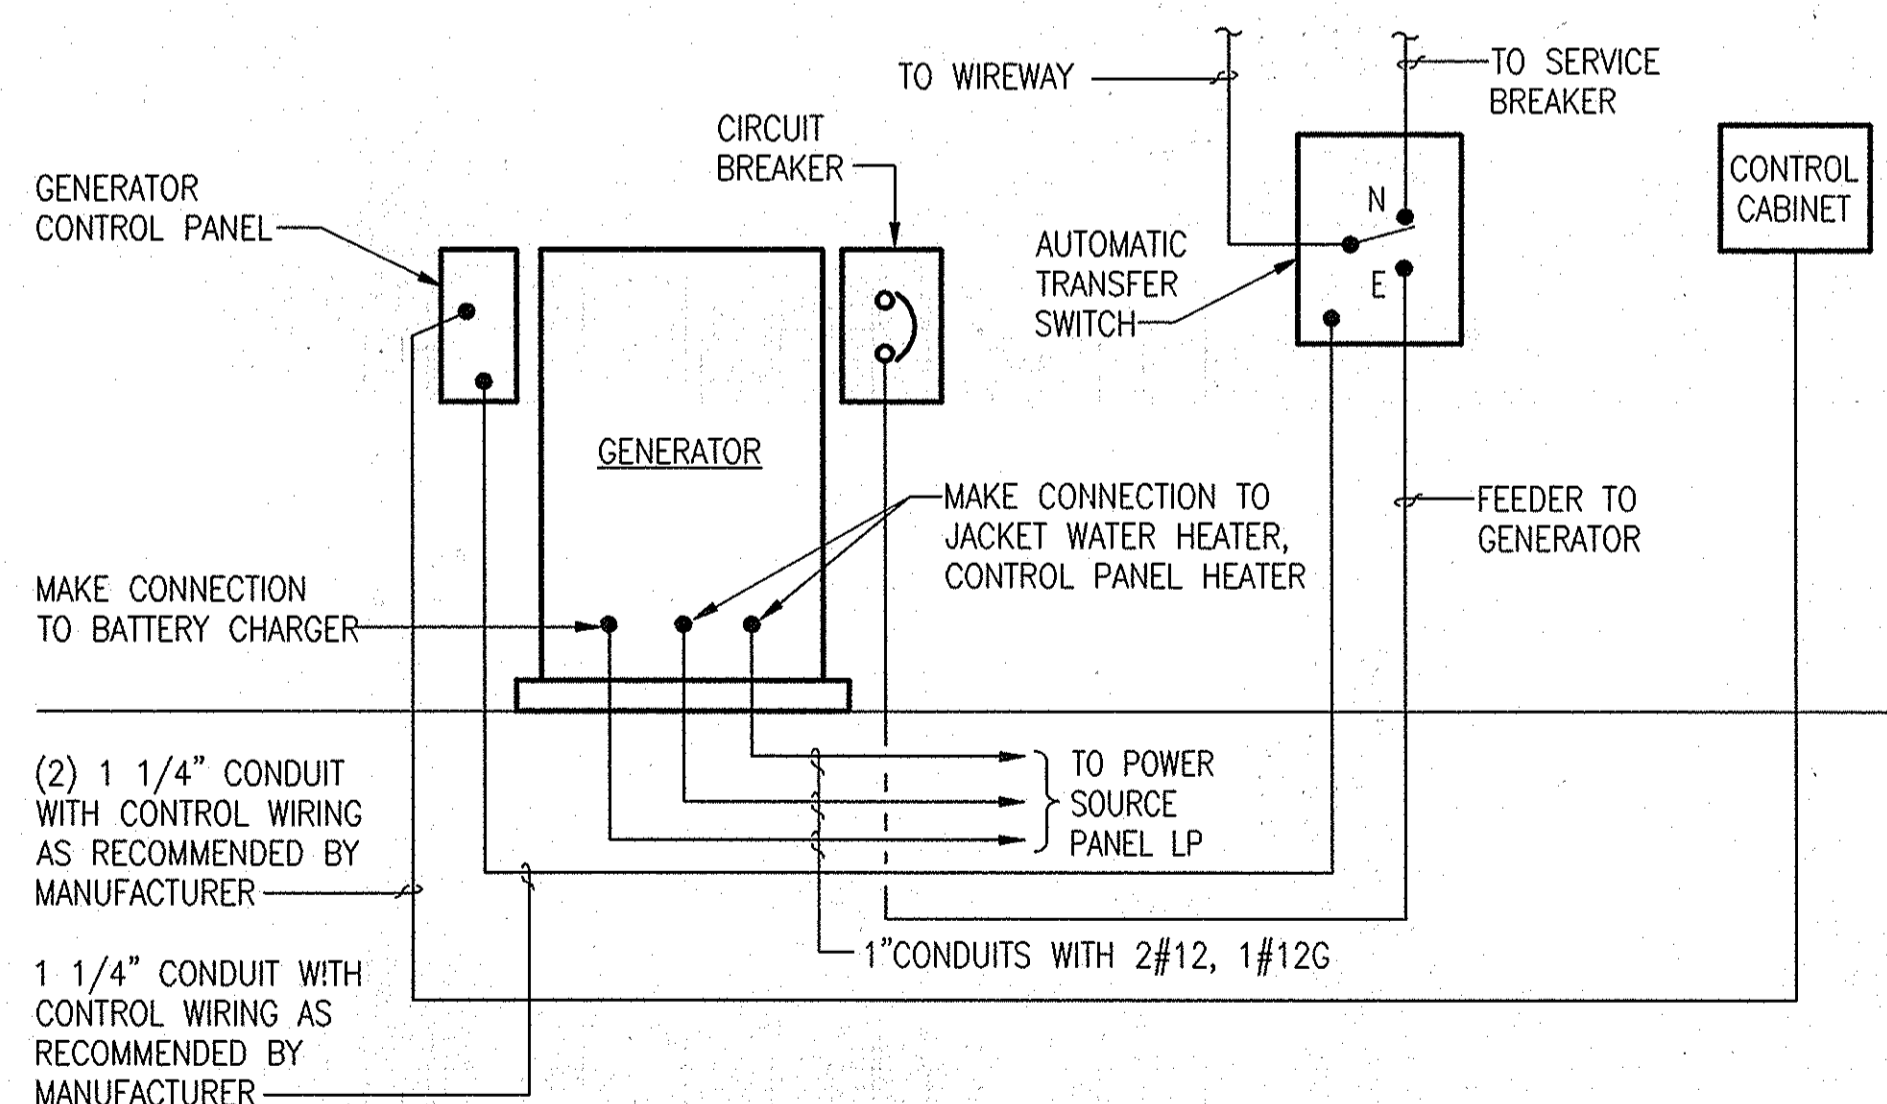 TO WIREWAY
TO SERVICE
BREAKER
CIRCUIT
BREAKER
CONTROL
CABINET
GENERATOR
CONTROL PANEL
N
AUTOMATIC
TRANSFER
SWITCH
E
GENERATOR
MAKE CONNECTION TO
JACKET WATER HEATER,
CONTROL PANEL HEATER
FEEDER TO
GENERATOR
MAKE CONNECTION
TO BATTERY CHARGER
(2) 1 1/4" CONDUIT
WITH CONTROL WIRING
AS RECOMMENDED BY
MANUFACTURER
TO POWER
SOURCE
PANEL LP
1"CONDUITS WITH 2#12, 1#12G
1 1/4" CONDUIT WITH
CONTROL WIRING AS
RECOMMENDED BY
MANUFACTURER